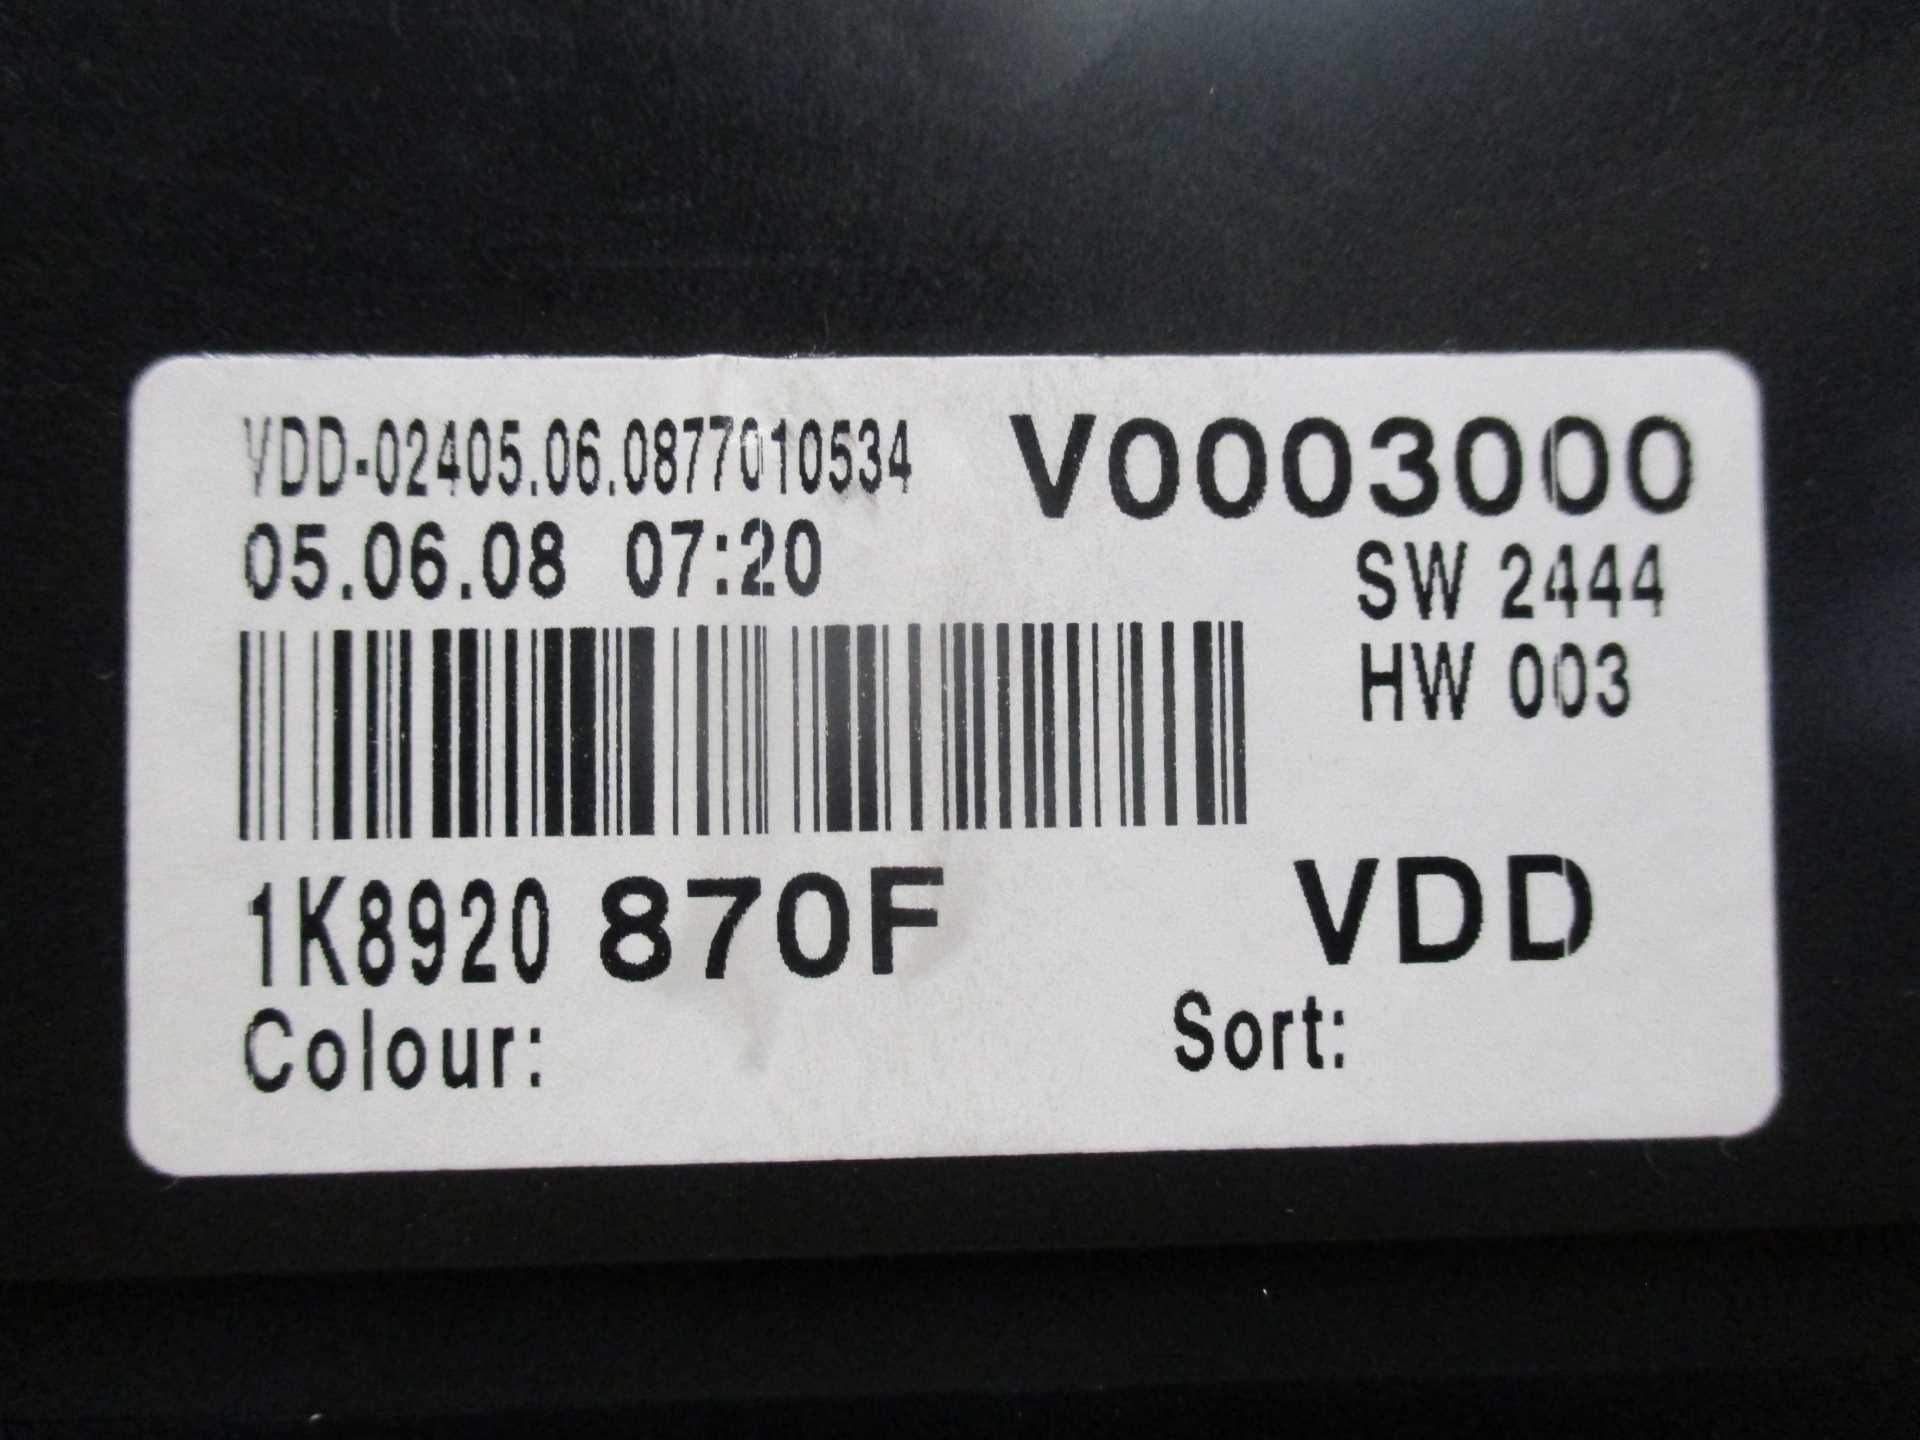 VDD-02405.06.0877010534 V0003000
05.06.08 07:20 SW 2444
HW 003
1K8920 870F VDD
Colour: Sort: